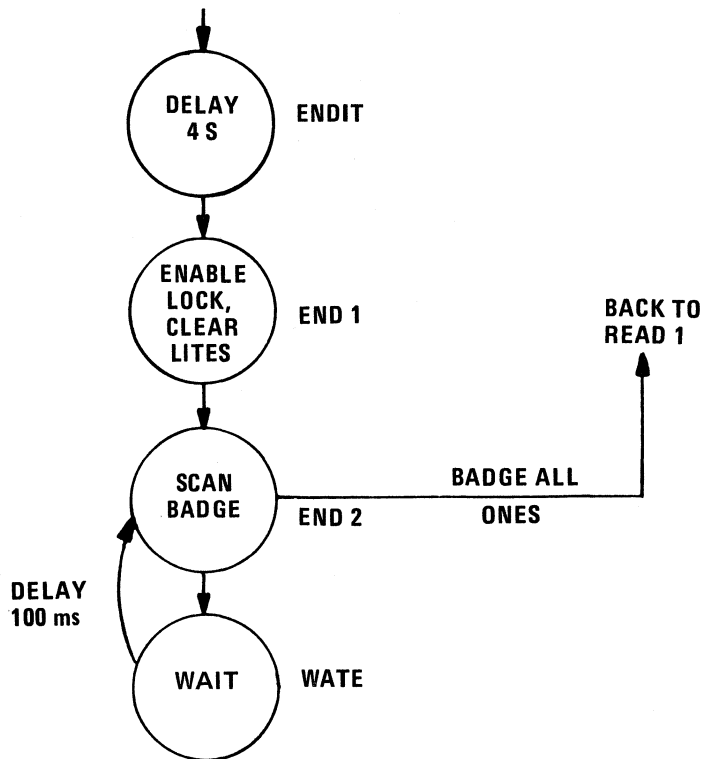 DELAY
4 S
ENDIT
ENABLE
LOCK,
CLEAR
LITES
END 1
BACK TO
READ 1
SCAN
BADGE
END 2
BADGE ALL
ONES
DELAY
100 ms
WAIT
WATE